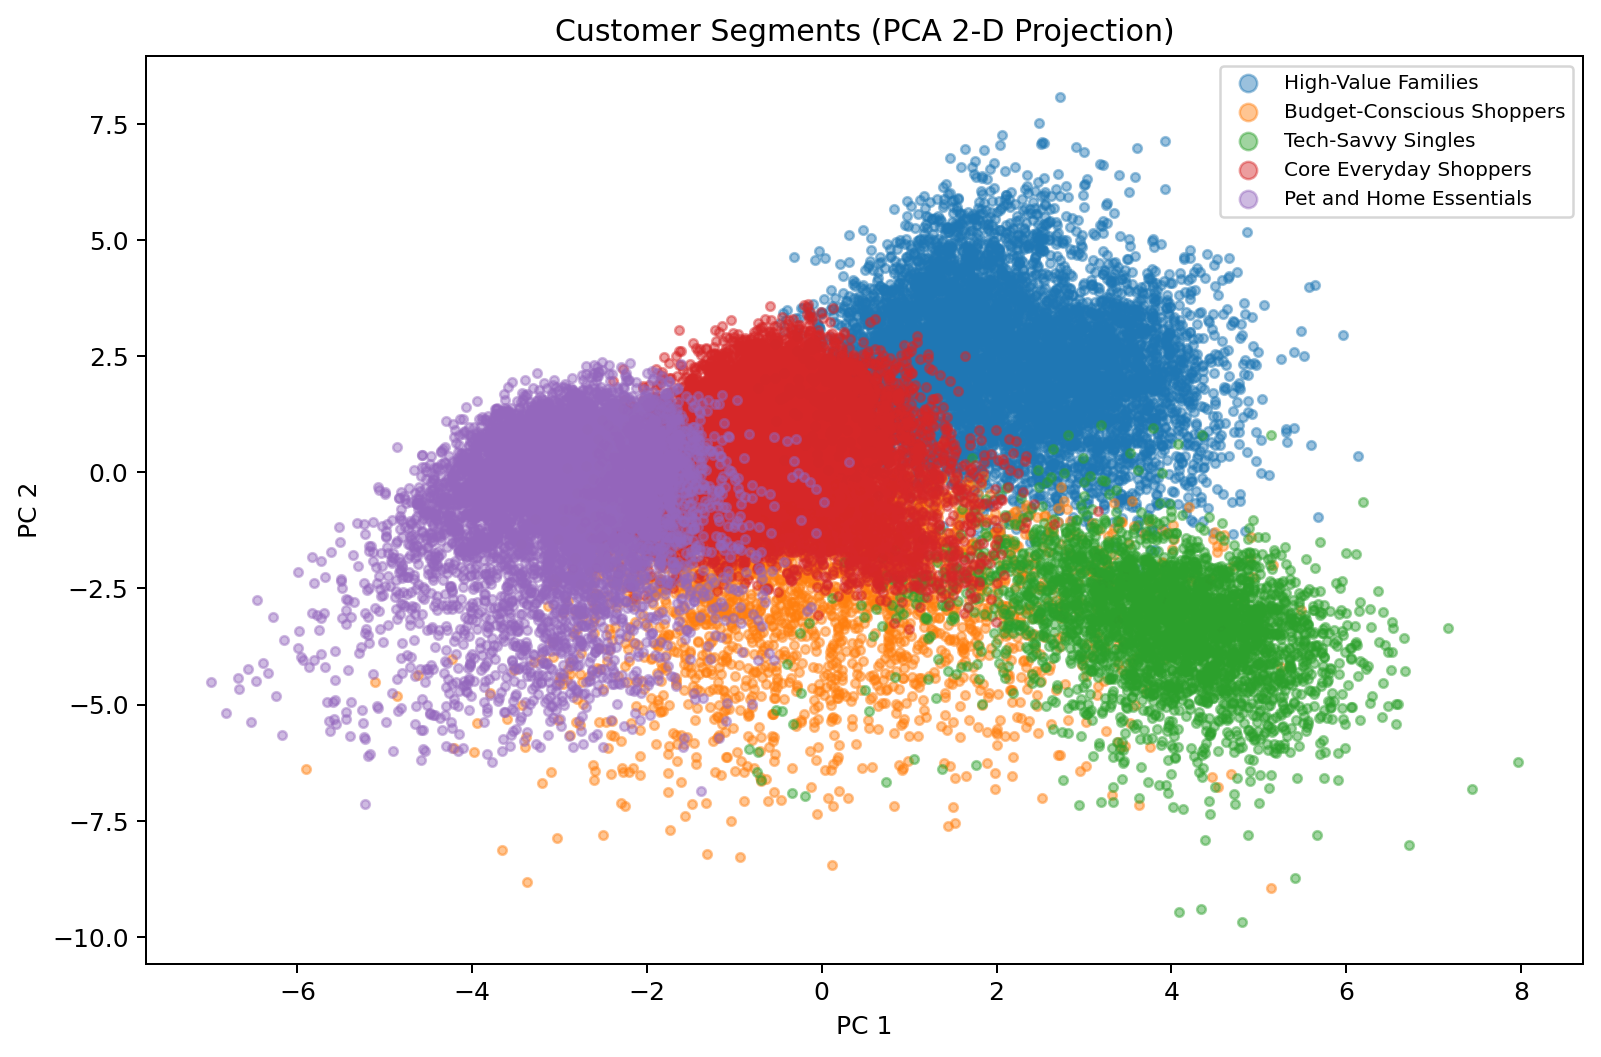 Customer Segments (PCA 2-D Projection)
High-Value Families
Budget-Conscious Shoppers
Tech-Savvy Singles
Core Everyday Shoppers
Pet and Home Essentials
PC 2
7.5
5.0
2.5
0.0
−2.5
−5.0
−7.5
−10.0
−6
−4
−2
0
2
4
6
8
PC 1